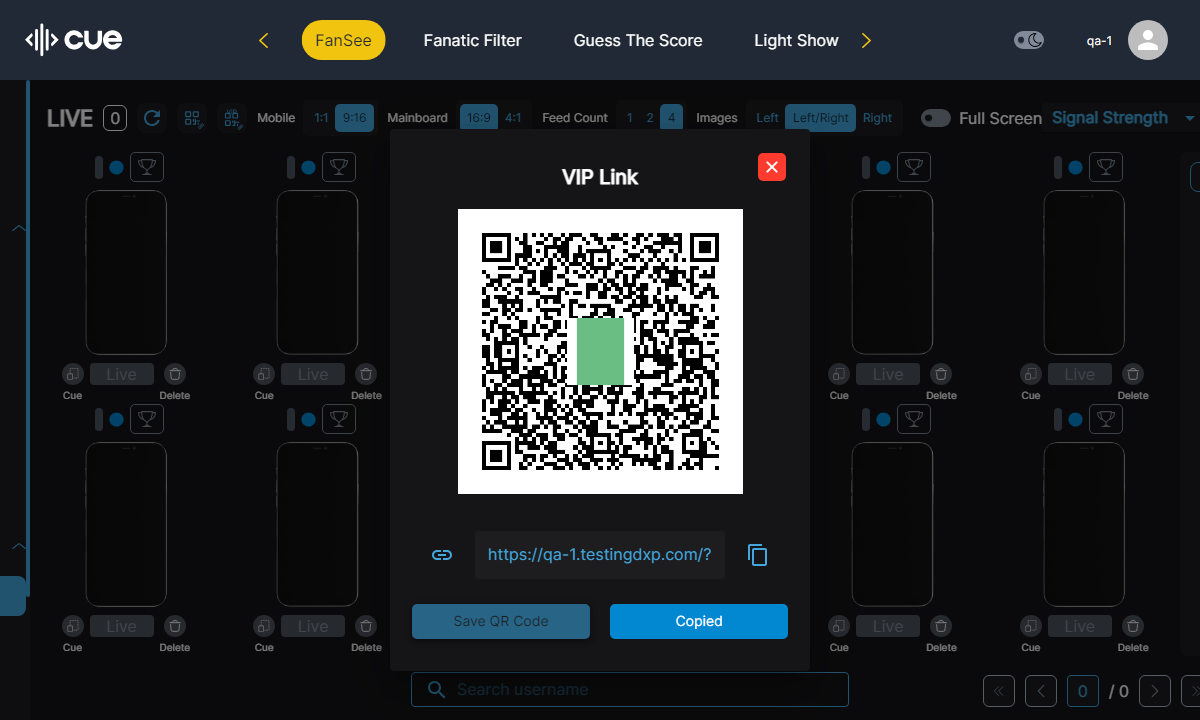 cue
FanSee
Fanatic Filter
Guess The Score
Light Show
qa-1
LIVE 0
Mobile 1:1 9:16
Mainboard 16:9 4:1
Feed Count 1 2 4
Images Left Left/Right Right
Full Screen
Signal Strength
VIP Link
Live Live Live Live
Cue Delete Cue Delete Cue Delete Cue Delete
https://qa-1.testingdxp.com/?
Save QR Code
Copied
Live Live Live Live
Cue Delete Cue Delete Cue Delete Cue Delete
Search username
0 / 0